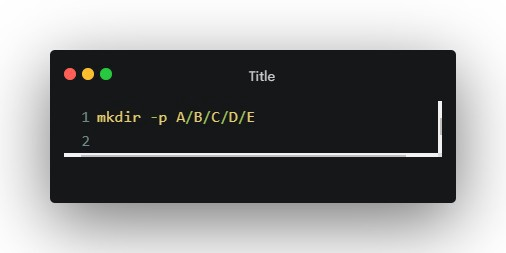 Title
1 mkdir -p A/B/C/D/E
2